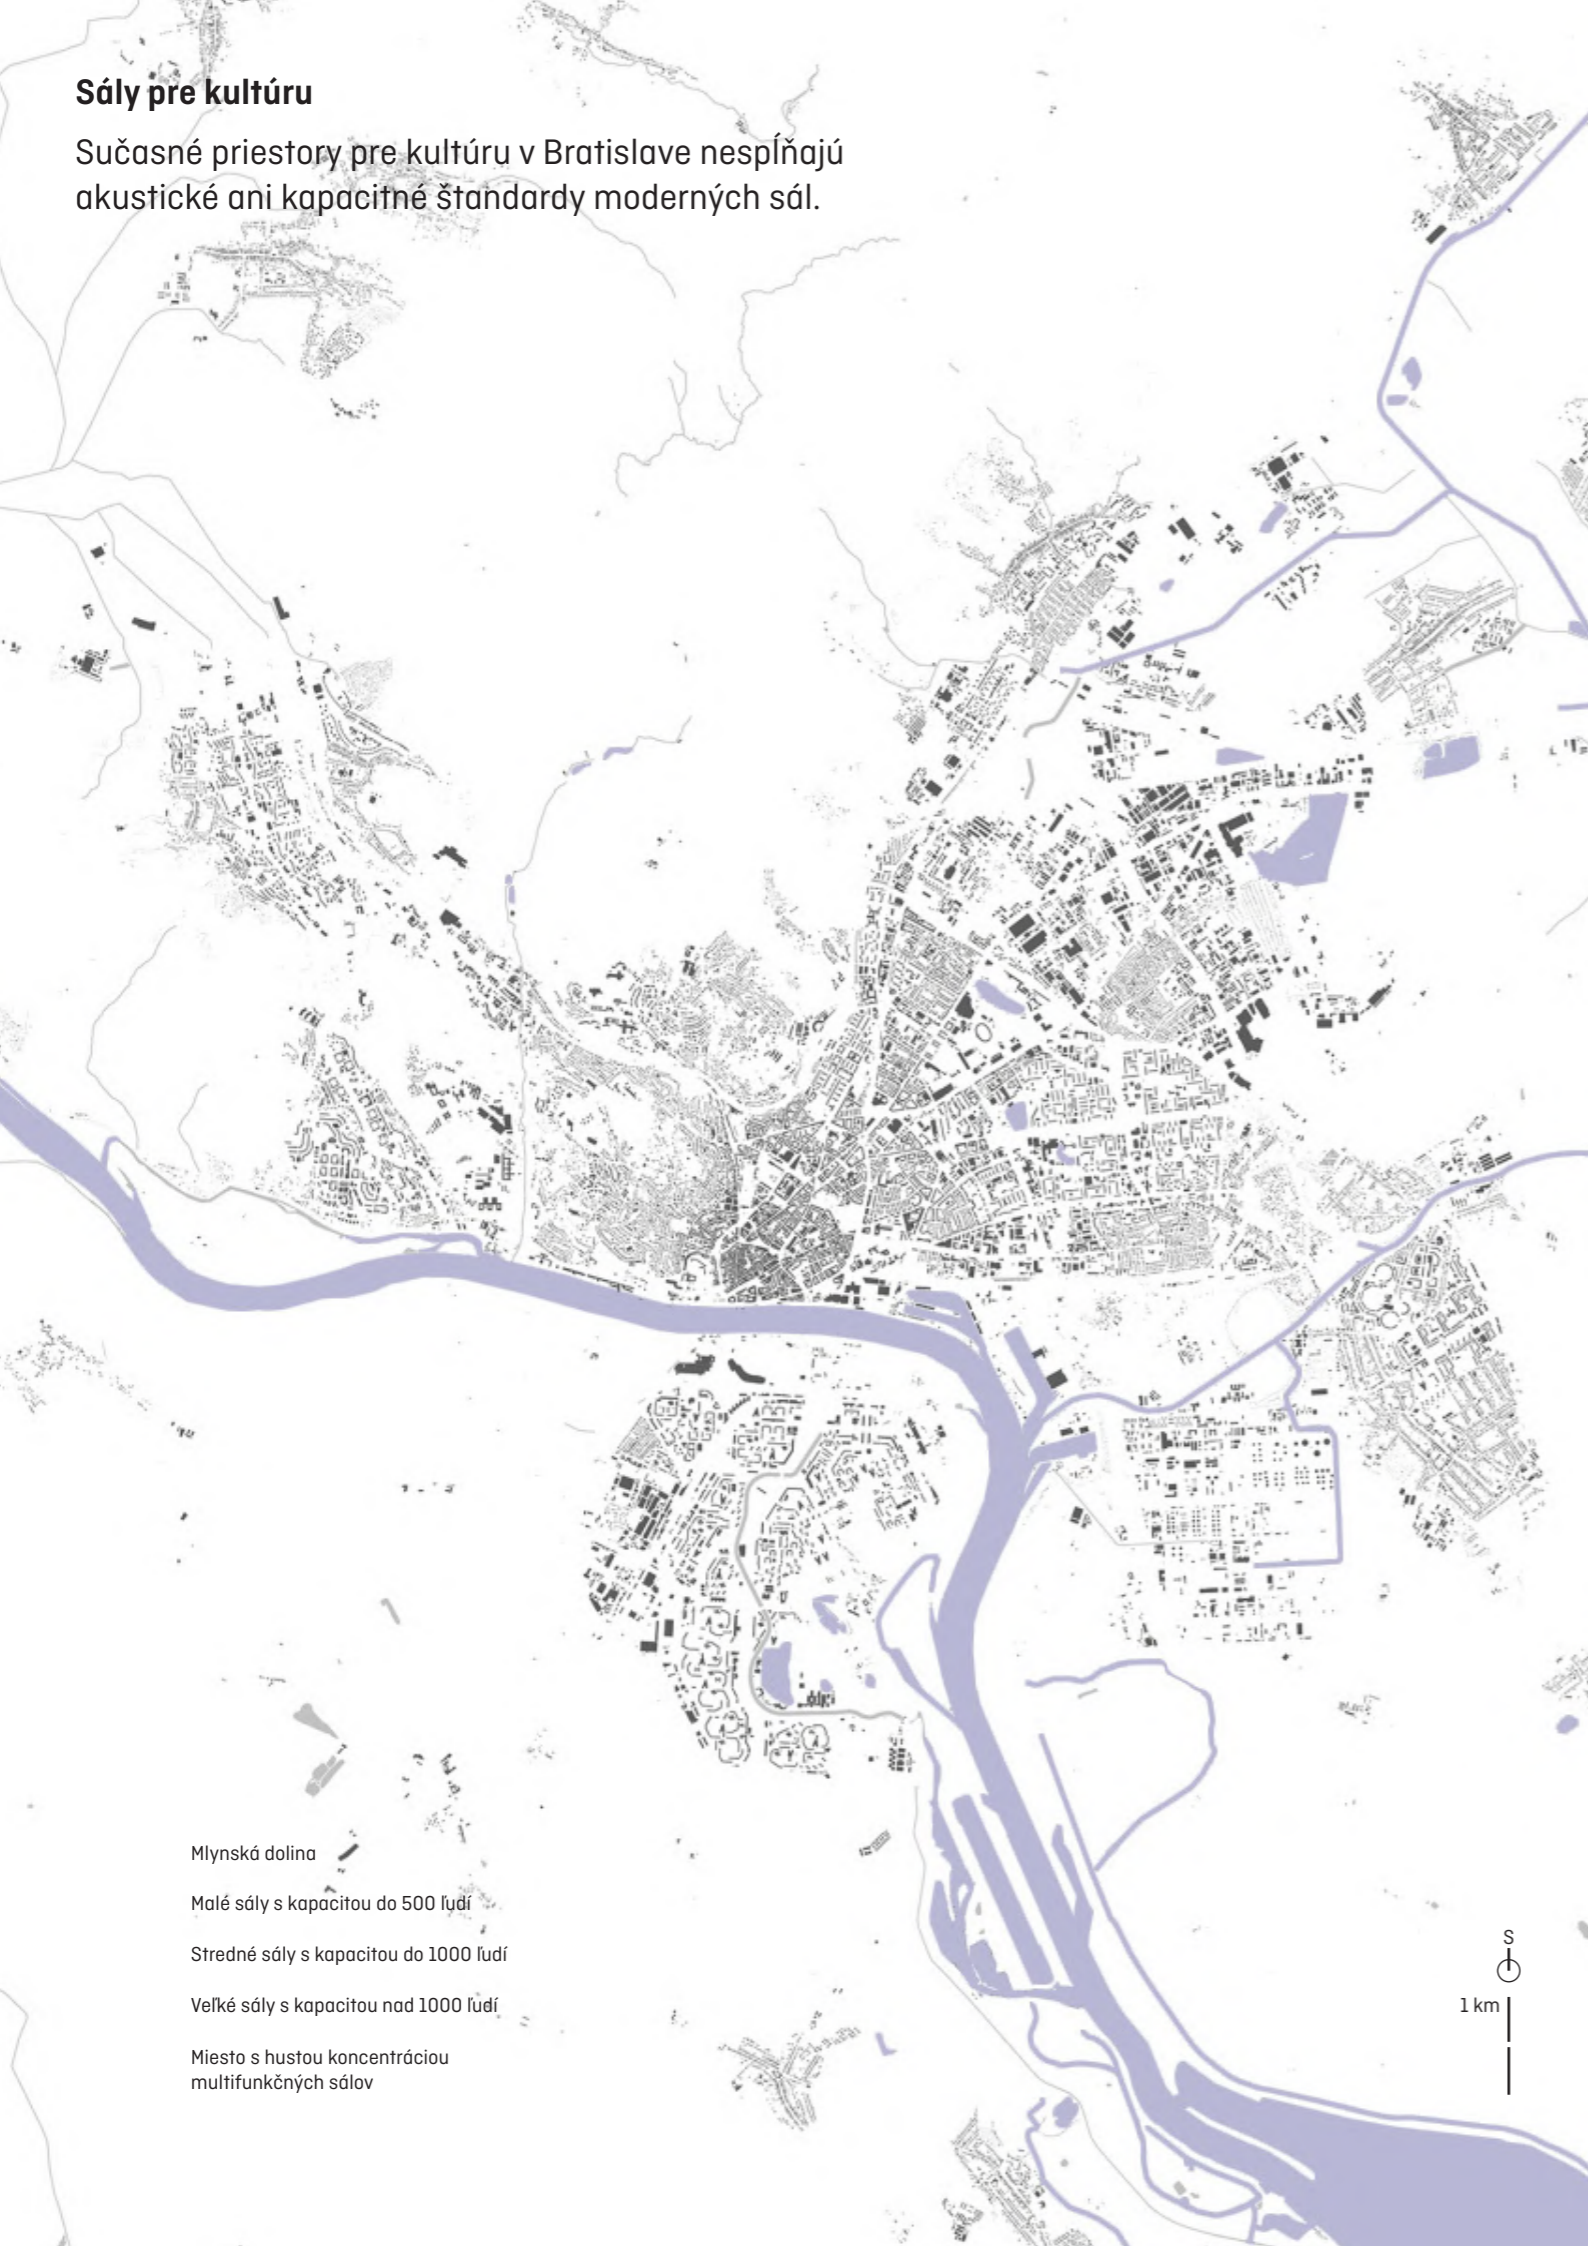 Sály pre kultúru
Sučasné priestory pre kultúru v Bratislave nespĺňajú
akustické ani kapacitné štandardy moderných sál.
Mlynská dolina
Malé sály s kapacitou do 500 ľudí
Stredné sály s kapacitou do 1000 ľudí
Veľké sály s kapacitou nad 1000 ľudí
Miesto s hustou koncentráciou
multifunkčných sálov
S
1 km